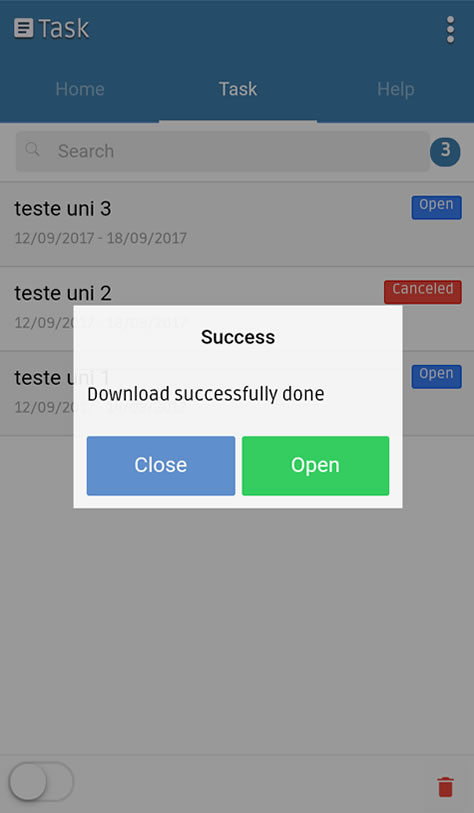 Task
Home Task Help
Search 3
teste uni 3 Open
12/09/2017 - 18/09/2017
teste uni 2 Canceled
12/09/2017 - 18/09/2017
Success
teste uni 1 Open
Download successfully done
12/09/
Close Open